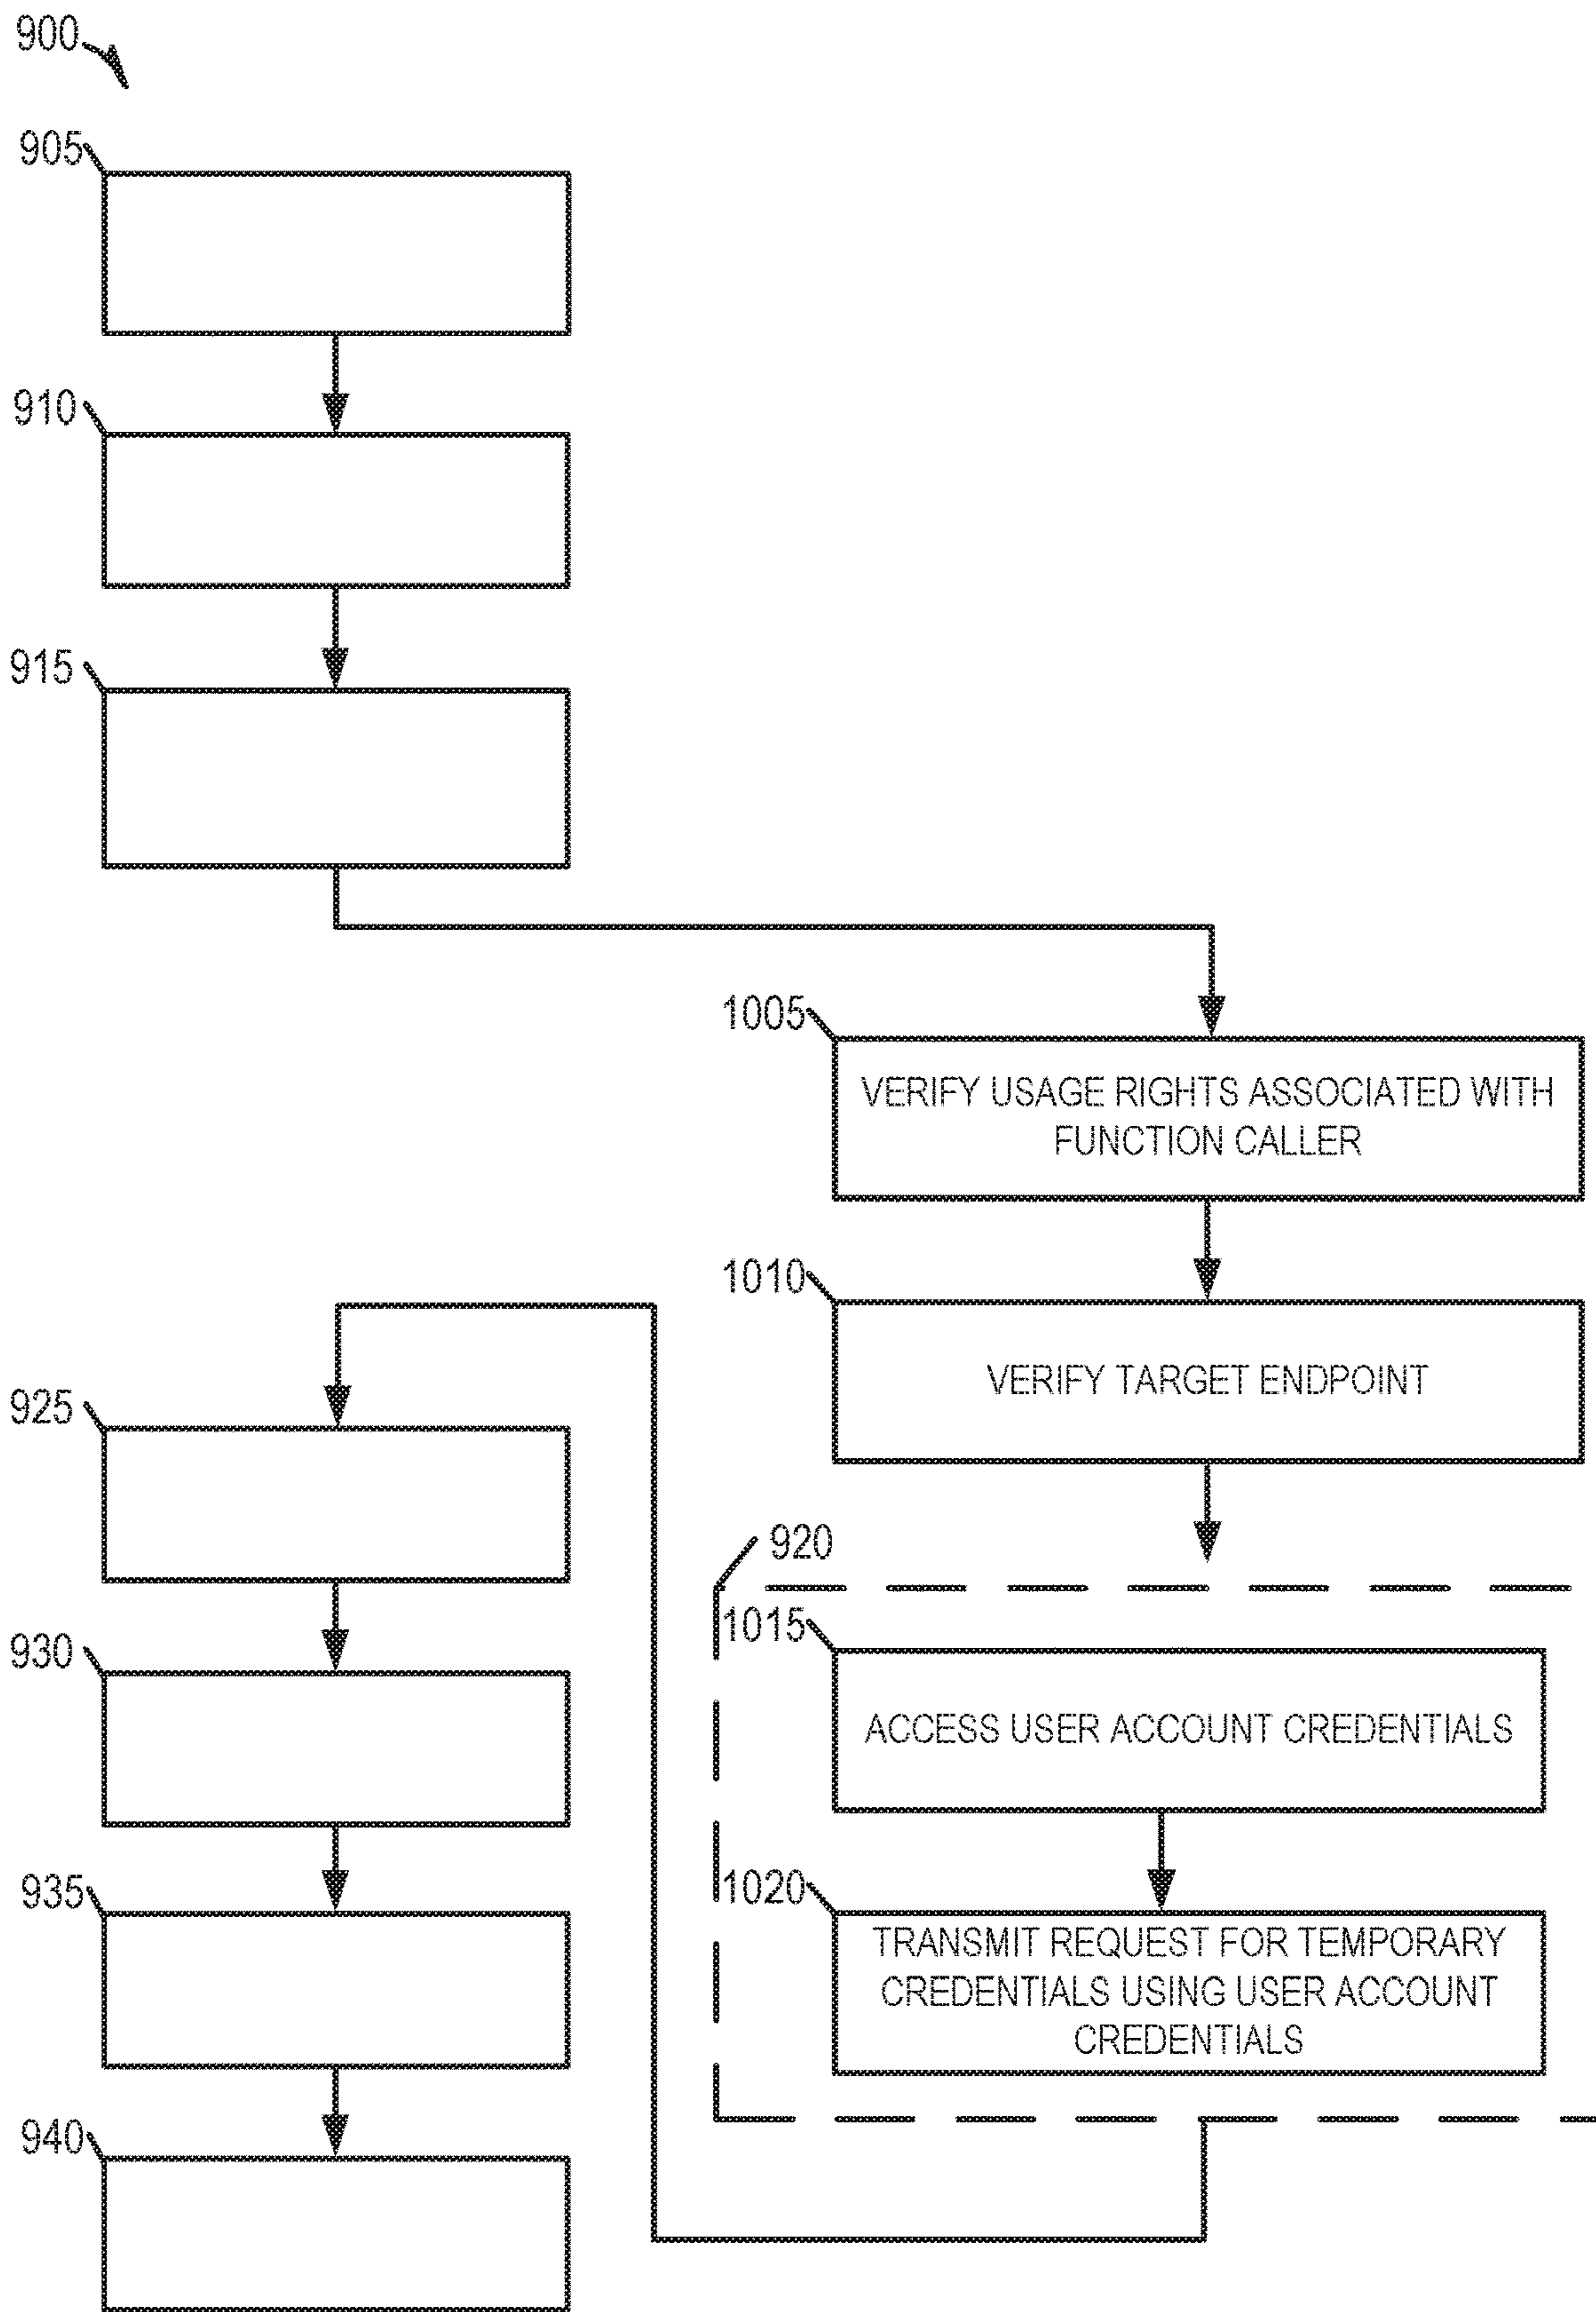 900
905
910
915
1005
VERIFY USAGE RIGHTS ASSOCIATED WITH
FUNCTION CALLER
1010
VERIFY TARGET ENDPOINT
920
1015
ACCESS USER ACCOUNT CREDENTIALS
1020
TRANSMIT REQUEST FOR TEMPORARY
CREDENTIALS USING USER ACCOUNT
CREDENTIALS
925
930
935
940